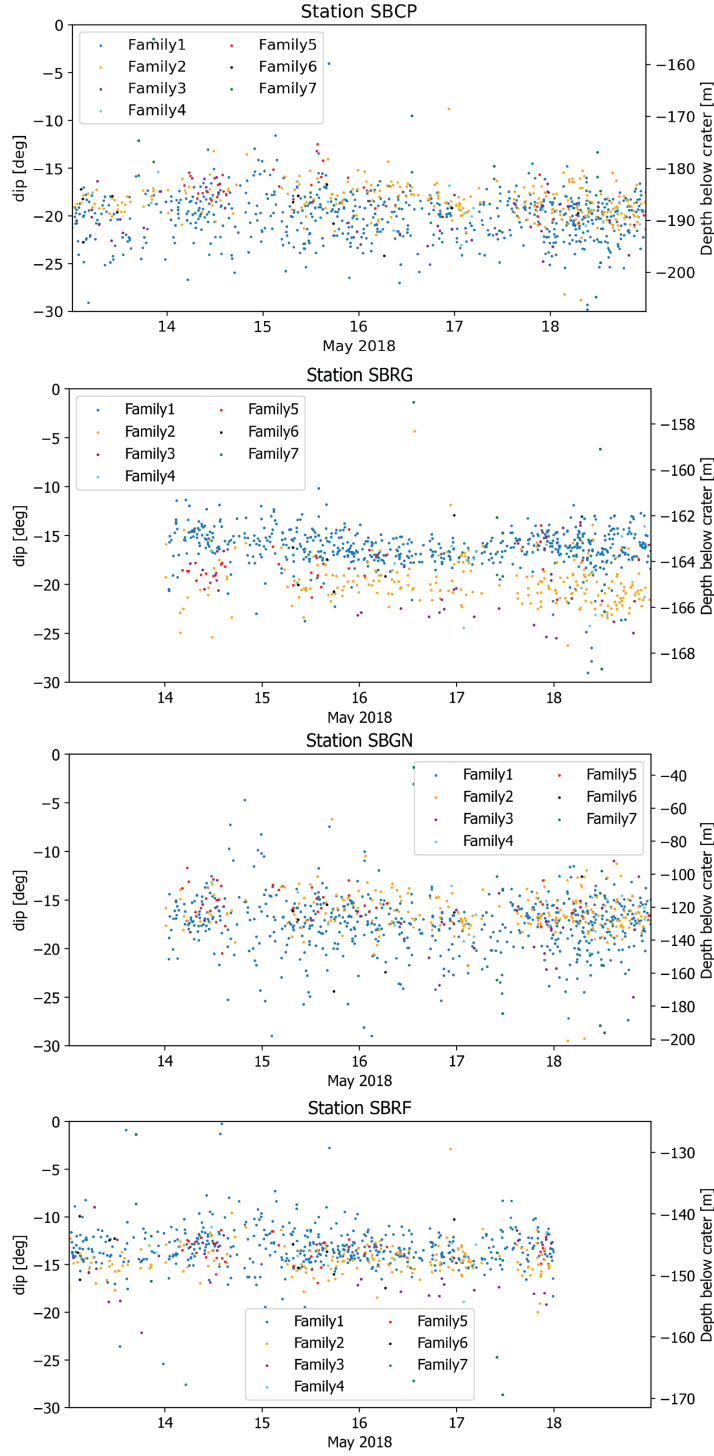 Station SBCP
0
−5
−10
−15
−20
−25
−30
dip [deg]
Family1
Family2
Family3
Family4
Family5
Family6
Family7
−160
−170
−180
−190
−200
Depth below crater [m]
14
15
16
17
18
May 2018
Station SBRG
0
−5
−10
−15
−20
−25
−30
dip [deg]
Family1
Family2
Family3
Family4
Family5
Family6
Family7
−158
−160
−162
−164
−166
−168
Depth below crater [m]
14
15
16
17
18
May 2018
Station SBGN
0
−5
−10
−15
−20
−25
−30
dip [deg]
Family1
Family2
Family3
Family4
Family5
Family6
Family7
−40
−60
−80
−100
−120
−140
−160
−180
−200
Depth below crater [m]
14
15
16
17
18
May 2018
Station SBRF
0
−5
−10
−15
−20
−25
−30
dip [deg]
Family1
Family2
Family3
Family4
Family5
Family6
Family7
−130
−140
−150
−160
−170
Depth below crater [m]
14
15
16
17
18
May 2018